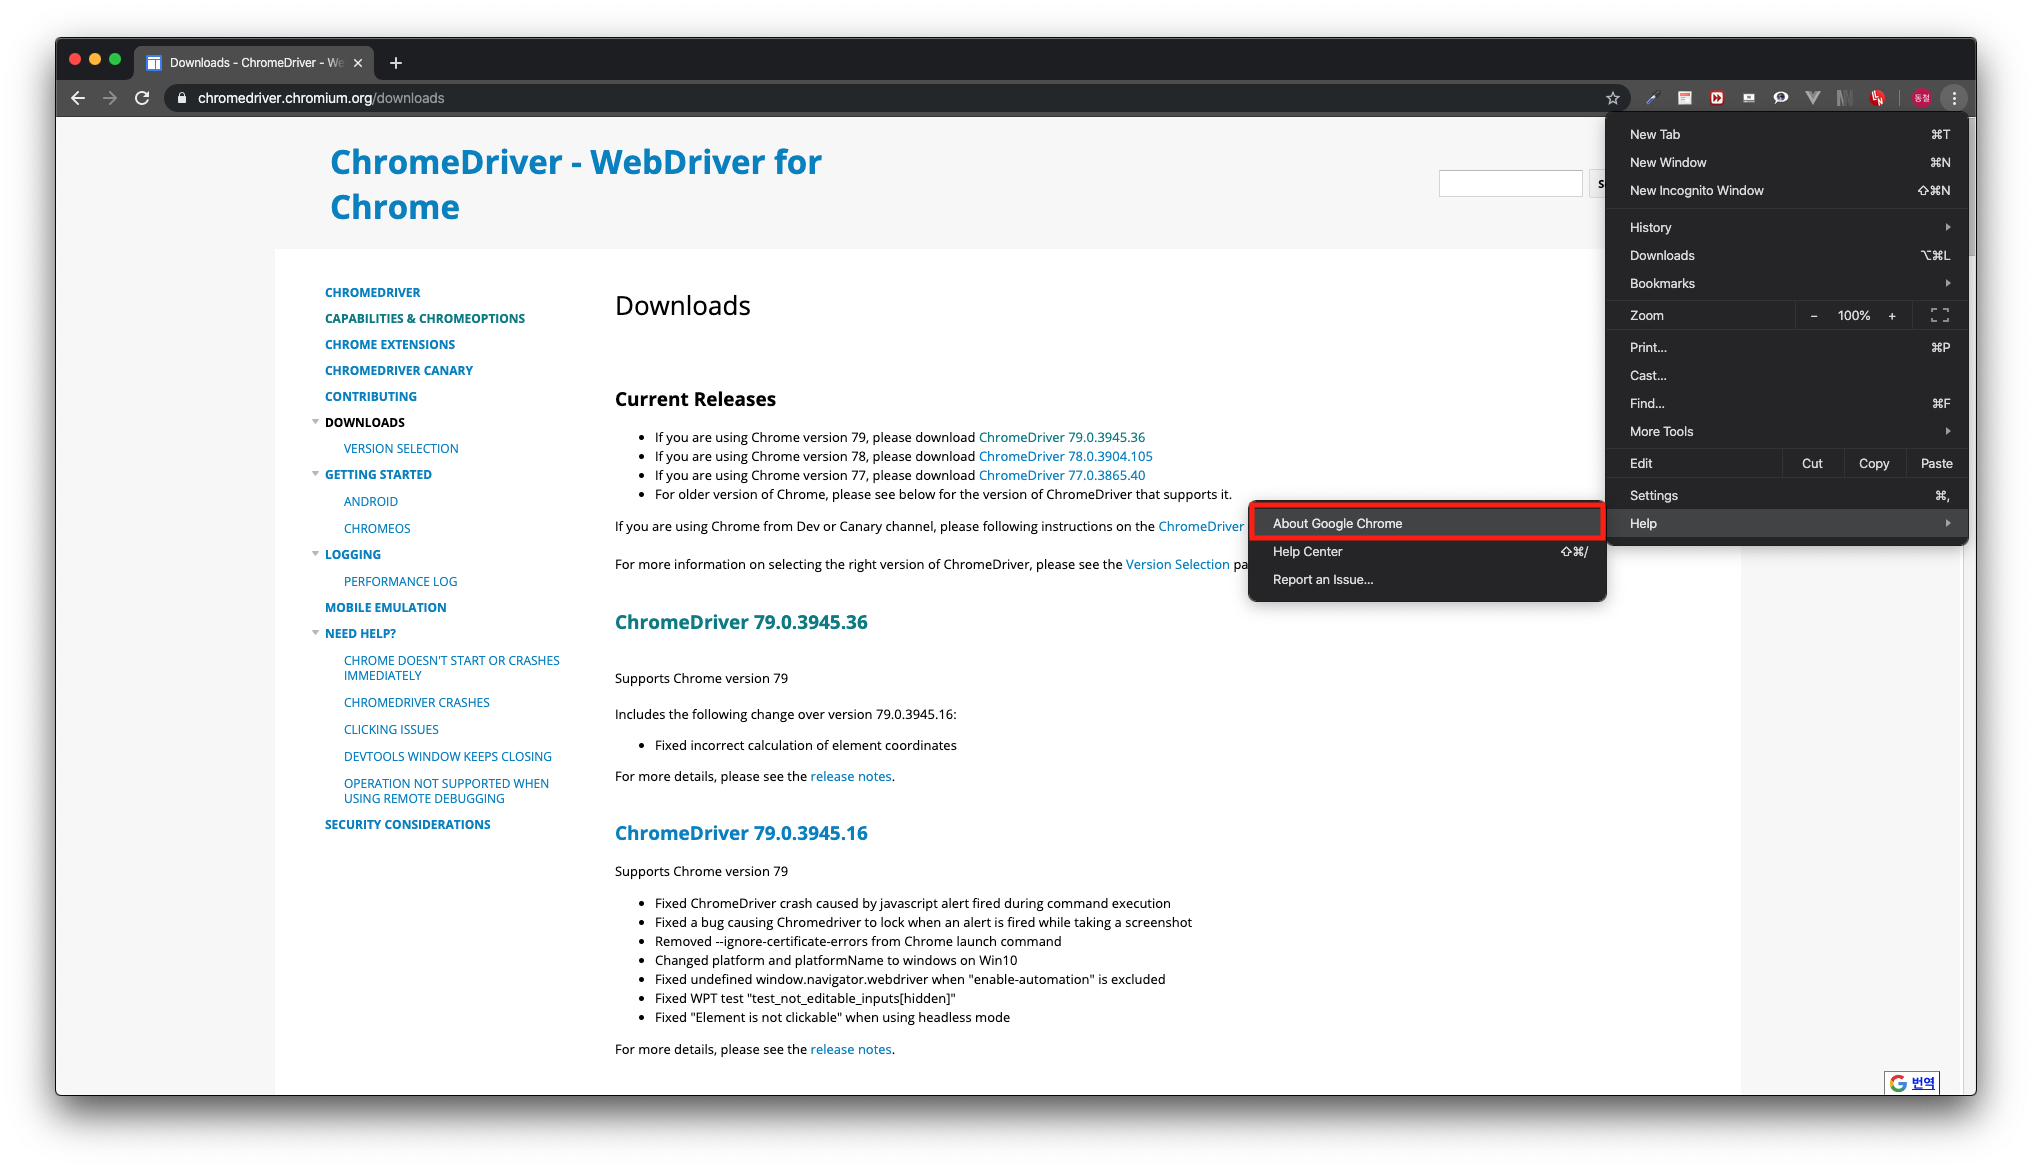 Downloads - ChromeDriver - We
chromedriver.chromium.org/downloads
동철
ChromeDriver - WebDriver for
Chrome
S
CHROMEDRIVER
CAPABILITIES & CHROMEOPTIONS
CHROME EXTENSIONS
CHROMEDRIVER CANARY
CONTRIBUTING
DOWNLOADS
VERSION SELECTION
GETTING STARTED
ANDROID
CHROMEOS
LOGGING
PERFORMANCE LOG
MOBILE EMULATION
NEED HELP?
CHROME DOESN'T START OR CRASHES
IMMEDIATELY
CHROMEDRIVER CRASHES
CLICKING ISSUES
DEVTOOLS WINDOW KEEPS CLOSING
OPERATION NOT SUPPORTED WHEN
USING REMOTE DEBUGGING
SECURITY CONSIDERATIONS
Downloads
Current Releases
• If you are using Chrome version 79, please download ChromeDriver 79.0.3945.36
• If you are using Chrome version 78, please download ChromeDriver 78.0.3904.105
• If you are using Chrome version 77, please download ChromeDriver 77.0.3865.40
• For older version of Chrome, please see below for the version of ChromeDriver that supports it.
If you are using Chrome from Dev or Canary channel, please following instructions on the ChromeDriver
For more information on selecting the right version of ChromeDriver, please see the Version Selection pa
ChromeDriver 79.0.3945.36
Supports Chrome version 79
Includes the following change over version 79.0.3945.16:
• Fixed incorrect calculation of element coordinates
For more details, please see the release notes.
ChromeDriver 79.0.3945.16
Supports Chrome version 79
• Fixed ChromeDriver crash caused by javascript alert fired during command execution
• Fixed a bug causing Chromedriver to lock when an alert is fired while taking a screenshot
• Removed --ignore-certificate-errors from Chrome launch command
• Changed platform and platformName to windows on Win10
• Fixed undefined window.navigator.webdriver when "enable-automation" is excluded
• Fixed WPT test "test_not_editable_inputs[hidden]"
• Fixed "Element is not clickable" when using headless mode
For more details, please see the release notes.
New Tab ⌘T
New Window ⌘N
New Incognito Window ⇧⌘N
History
Downloads ⌥⌘L
Bookmarks
Zoom - 100% +
Print... ⌘P
Cast...
Find... ⌘F
More Tools
Edit Cut Copy Paste
Settings ⌘,
Help
About Google Chrome
Help Center ⇧⌘/
Report an Issue...
G 번역